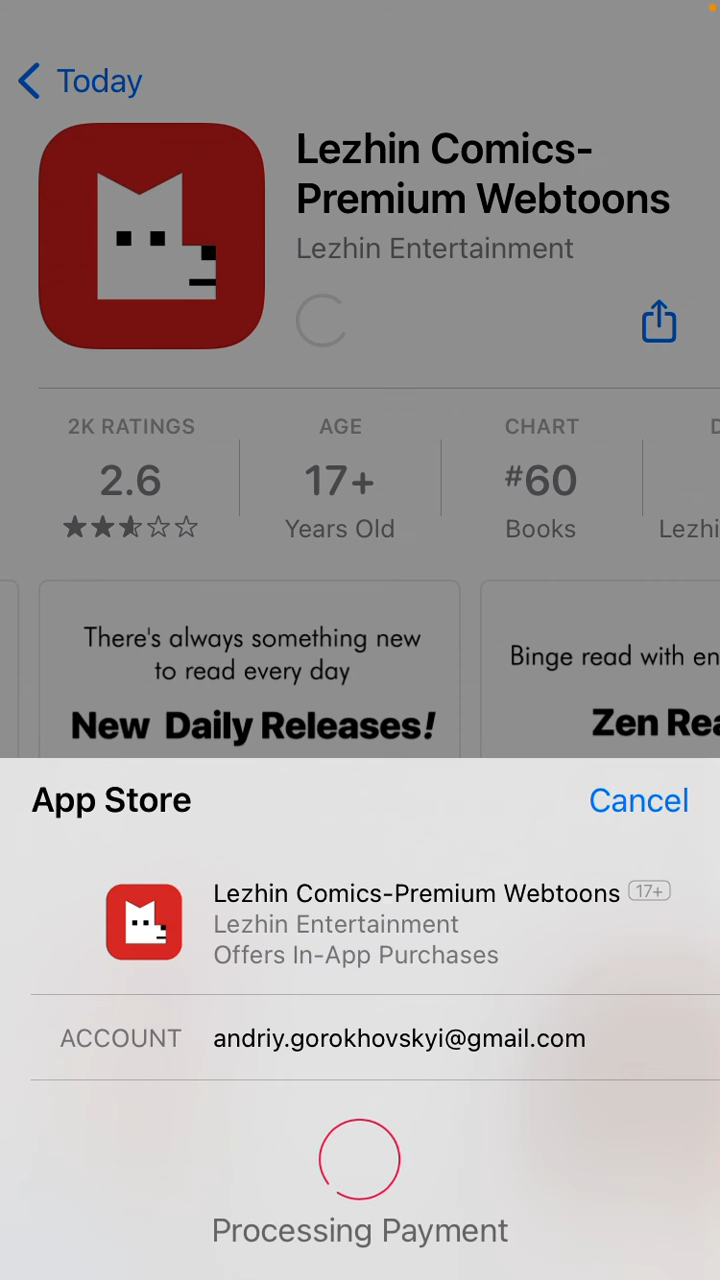 Today
Lezhin Comics-
Premium Webtoons
Lezhin Entertainment
2K RATINGS
2.6
AGE
17+
Years Old
CHART
#60
Books
D
Lezhi
There's always something new
to read every day
New Daily Releases!
Binge read with en
Zen Rea
App Store
Cancel
Lezhin Comics-Premium Webtoons 17+
Lezhin Entertainment
Offers In-App Purchases
ACCOUNT andriy.gorokhovskyi@gmail.com
Processing Payment